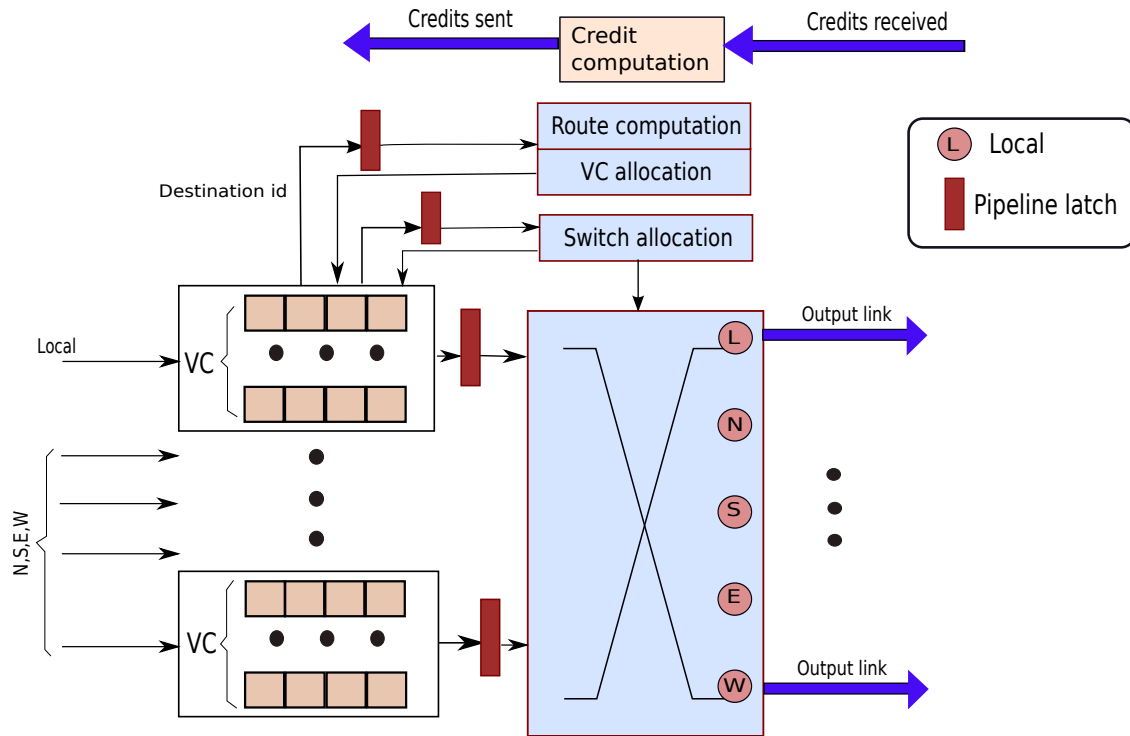 Credits sent
Credits received
Credit
computation
Route computation
VC allocation
Destination id
Switch allocation
L
Local
Pipeline latch
Local
VC
L
Output link
N
S
N,S,E,W
E
VC
W
Output link